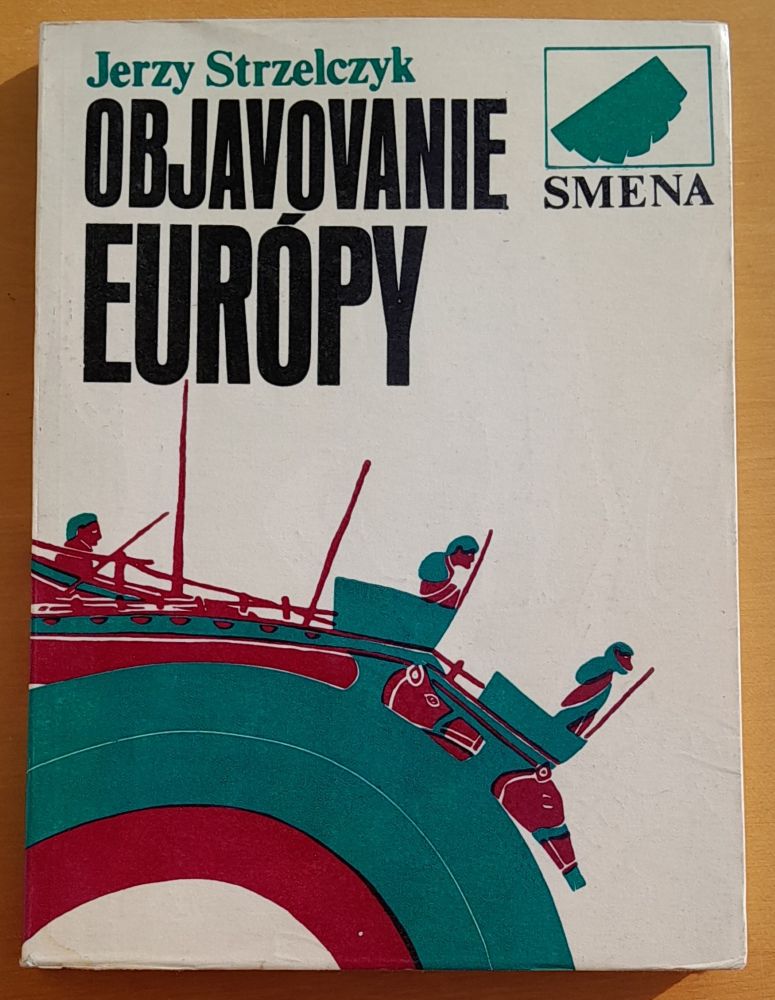 Jerzy Strzelczyk
OBJAVOVANIE
EURÓPY
SMENA